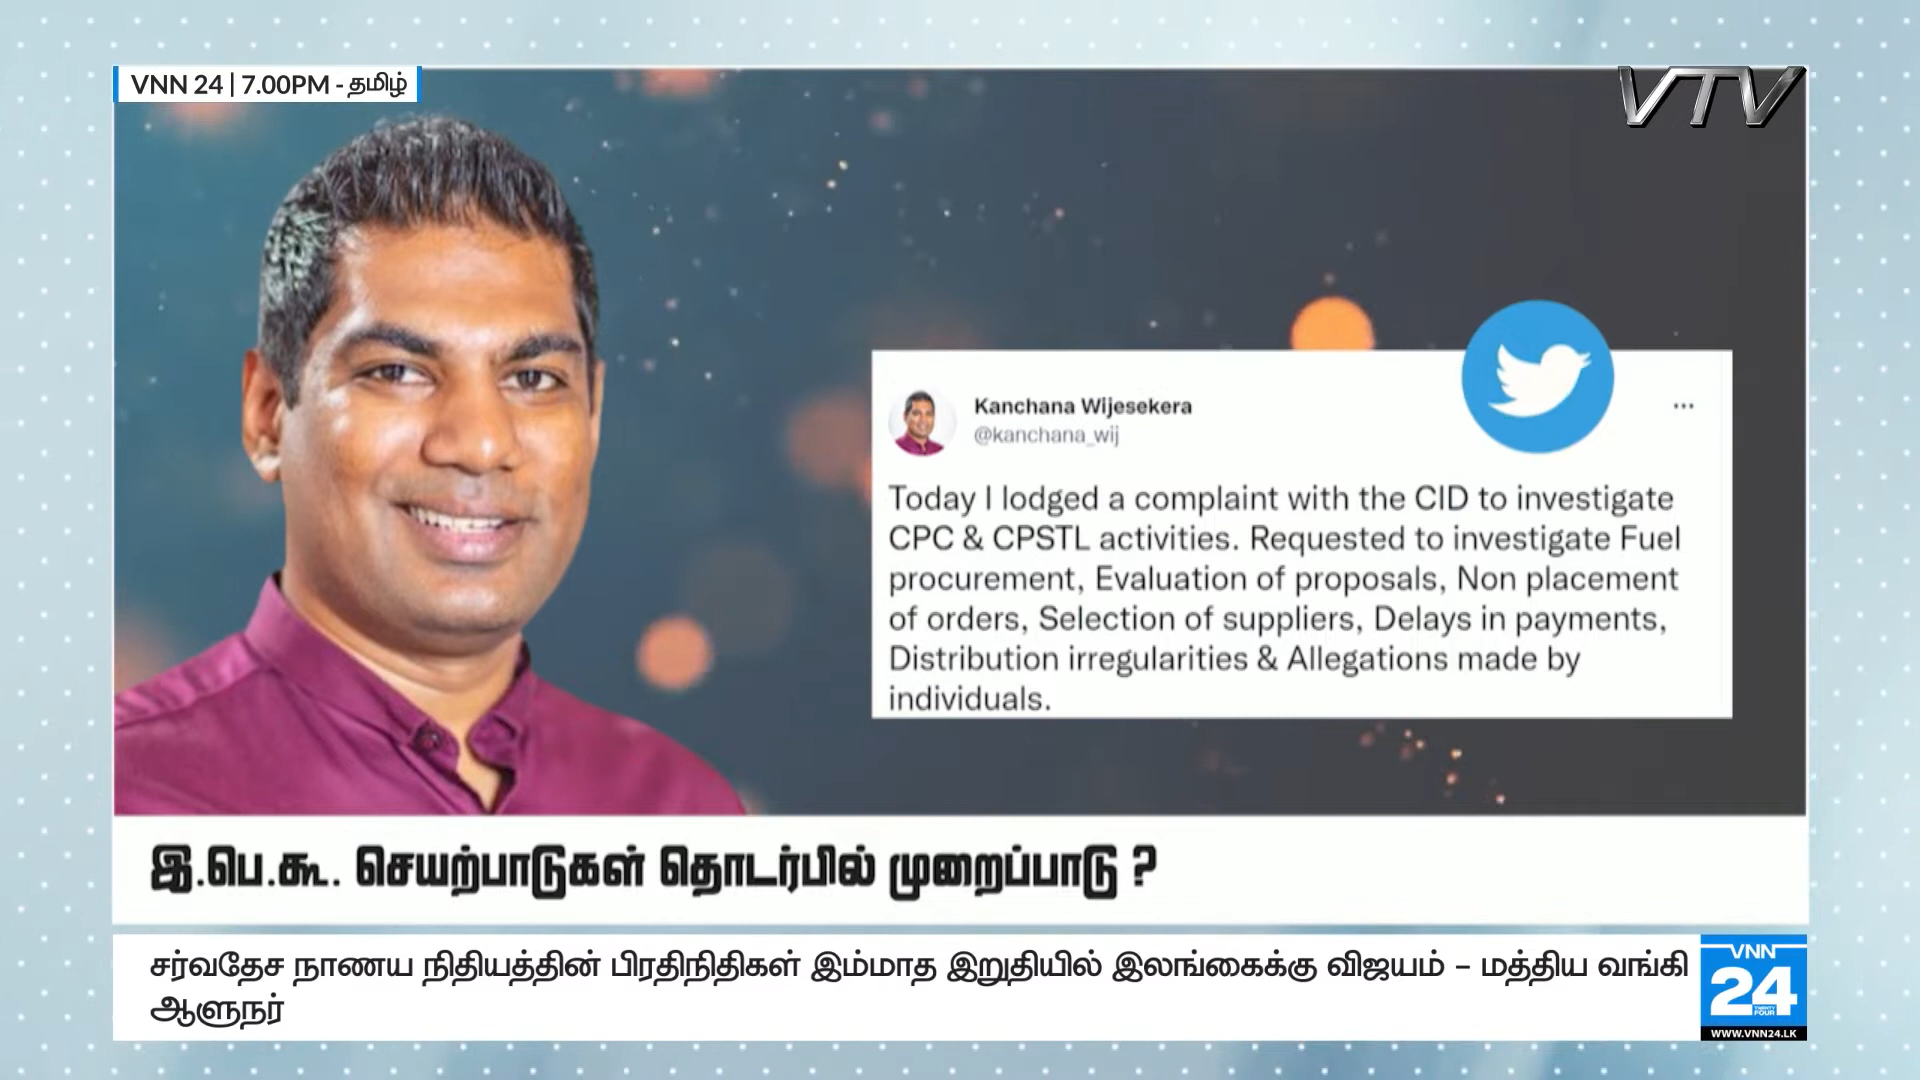 VNN 24 | 7.00PM - தமிழ்
VTV
Kanchana Wijesekera
@kanchana_wij
Today I lodged a complaint with the CID to investigate
CPC & CPSTL activities. Requested to investigate Fuel
procurement, Evaluation of proposals, Non placement
of orders, Selection of suppliers, Delays in payments,
Distribution irregularities & Allegations made by
individuals.
இ.பெ.கூ. செயற்பாடுகள் தொடர்பில் முறைப்பாடு ?
சர்வதேச நாணய நிதியத்தின் பிரதிநிதிகள் இம்மாத இறுதியில் இலங்கைக்கு விஜயம் – மத்திய வங்கி
ஆளுநர்
VNN
24
TWENTY
FOUR
WWW.VNN24.LK